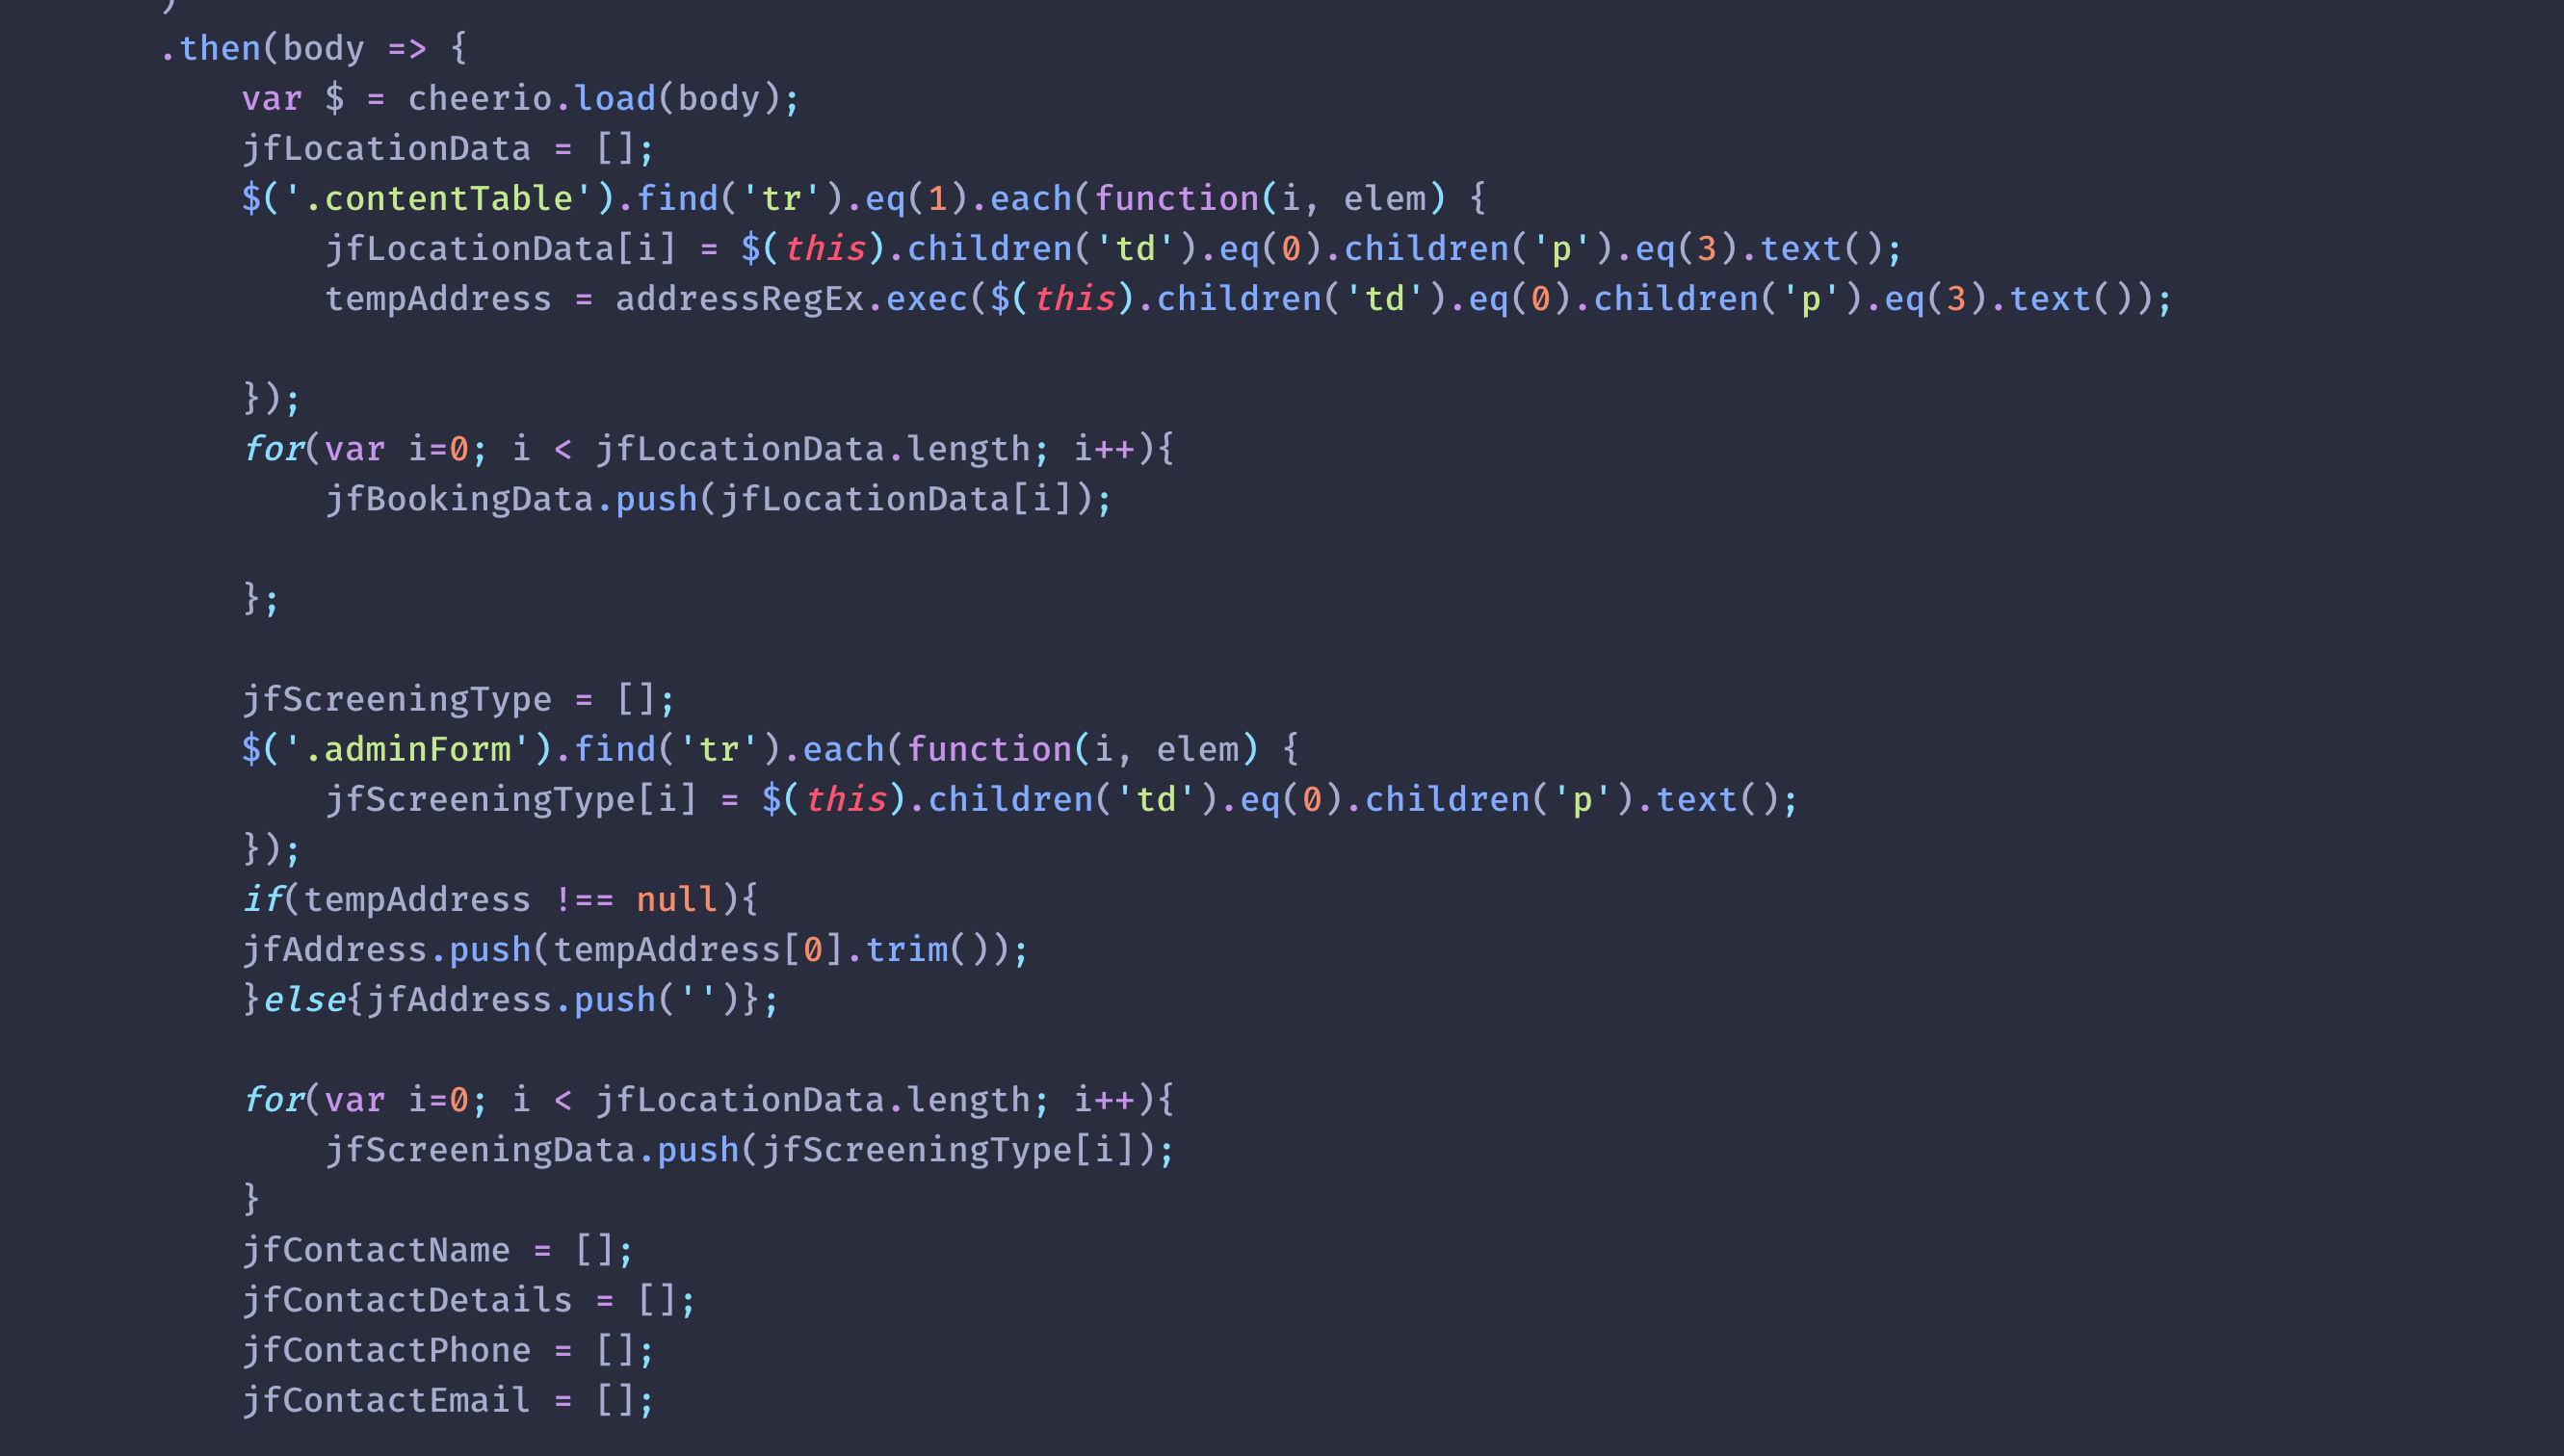 )
.then(body => {
var $ = cheerio.load(body);
jfLocationData = [];
$('.contentTable').find('tr').eq(1).each(function(i, elem) {
jfLocationData[i] = $(this).children('td').eq(0).children('p').eq(3).text();
tempAddress = addressRegEx.exec($(this).children('td').eq(0).children('p').eq(3).text());
});
for(var i=0; i < jfLocationData.length; i++){
jfBookingData.push(jfLocationData[i]);
};
jfScreeningType = [];
$('.adminForm').find('tr').each(function(i, elem) {
jfScreeningType[i] = $(this).children('td').eq(0).children('p').text();
});
if(tempAddress !== null){
jfAddress.push(tempAddress[0].trim());
}else{jfAddress.push('')};
for(var i=0; i < jfLocationData.length; i++){
jfScreeningData.push(jfScreeningType[i]);
}
jfContactName = [];
jfContactDetails = [];
jfContactPhone = [];
jfContactEmail = [];